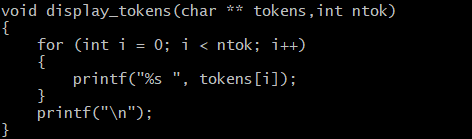 void display_tokens(char ** tokens,int ntok)
{
    for (int i = 0; i < ntok; i++)
    {
        printf("%s ", tokens[i]);
    }
    printf("\n");
}